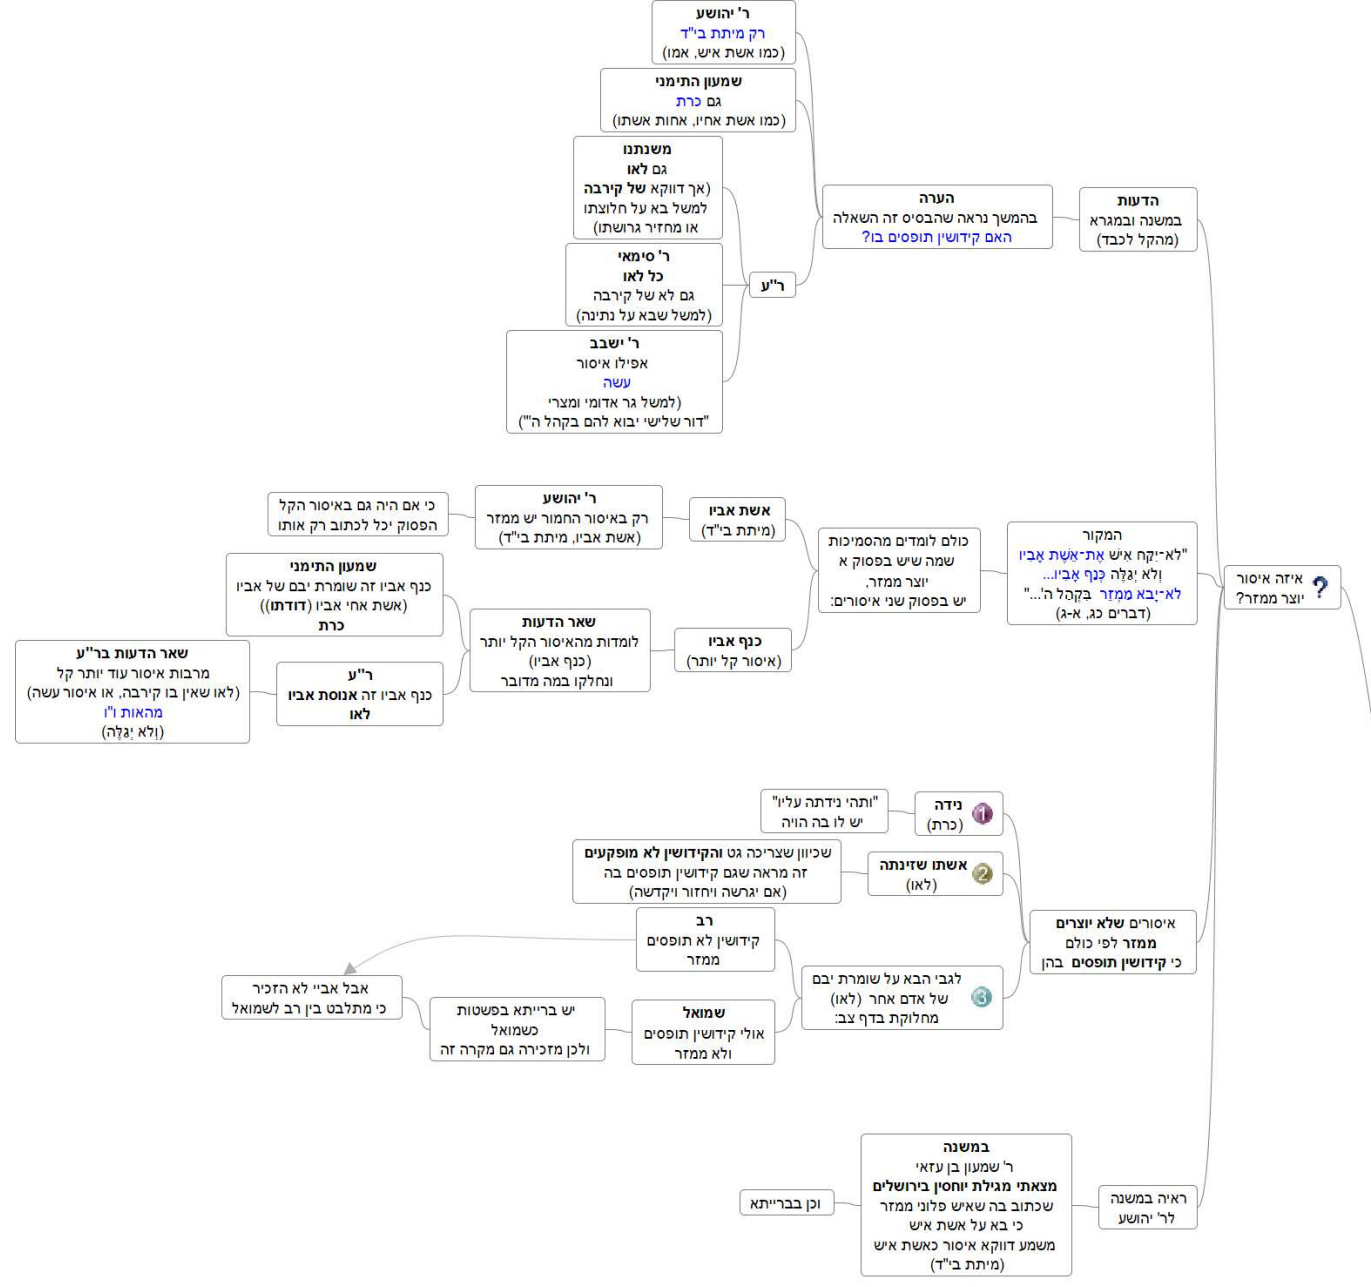 איזה איסור
יוצר ממזר?
הדעות
במשנה ובמגרא
(מהקל לכבד)
הערה
בהמשך נראה שהבסיס זה השאלה
האם קידושין תופסים בו?
ר' יהושע
רק מיתת בי"ד
(כמו אשת איש, אמו)
שמעון התימני
גם כרת
(כמו אשת אחיו, אחות אשתו)
ר"ע
משנתנו
גם לאו
(אך דווקא של קירבה
למשל בא על חלוצתו
או מחזיר גרושתו)
ר' סימאי
כל לאו
גם לא של קירבה
(למשל שבא על נתינה)
ר' ישבב
אפילו איסור
עשה
(למשל גר אדומי ומצרי
"דור שלישי יבוא להם בקהל ה'")
המקור
"לא-יִקַּח אִישׁ אֶת-אֵשֶׁת אָבִיו
וְלֹא יְגַלֶּה כְּנַף אָבִיו...
לֹא-יָבֹא מַמְזֵר בִּקְהַל ה'..."
(דברים כג, א-ג)
כולם לומדים מהסמיכות
שמה שיש בפסוק א
יוצר ממזר,
יש בפסוק שני איסורים:
אשת אביו
(מיתת בי"ד)
ר' יהושע
רק באיסור החמור יש ממזר
(אשת אביו, מיתת בי"ד)
כי אם היה גם באיסור הקל
הפסוק יכל לכתוב רק אותו
כנף אביו
(איסור קל יותר)
שאר הדעות
לומדות מהאיסור הקל יותר
(כנף אביו)
ונחלקו במה מדובר
שמעון התימני
כנף אביו זה שומרת יבם של אביו
(אשת אחי אביו (דודתו))
כרת
ר"ע
כנף אביו זה אנוסת אביו
לאו
שאר הדעות בר"ע
מרבות איסור עוד יותר קל
(לאו שאין בו קירבה, או איסור עשה)
מהאות ו"ו
(וְלֹא יְגַלֶּה)
איסורים שלא יוצרים
ממזר לפי כולם
כי קידושין תופסים בהן
1 נידה
(כרת)
"ותהי נידתה עליו"
יש לו בה הויה
2 אשתו שזינתה
(לאו)
שכיוון שצריכה גט והקידושין לא מופקעים
זה מראה שגם קידושין תופסים בה
(אם יגרשה ויחזור ויקדשה)
3 לגבי הבא על שומרת יבם
של אדם אחר (לאו)
מחלוקת בדף צב:
רב
קידושין לא תופסים
ממזר
שמואל
אולי קידושין תופסים
ולא ממזר
יש ברייתא בפשטות
כשמואל
ולכן מזכירה גם מקרה זה
אבל אביי לא הזכיר
כי מתלבט בין רב לשמואל
ראיה במשנה
לר' יהושע
במשנה
ר' שמעון בן עזאי
מצאתי מגילת יוחסין בירושלים
שכתוב בה שאיש פלוני ממזר
כי בא על אשת איש
משמע דווקא איסור כאשת איש
(מיתת בי"ד)
וכן בברייתא